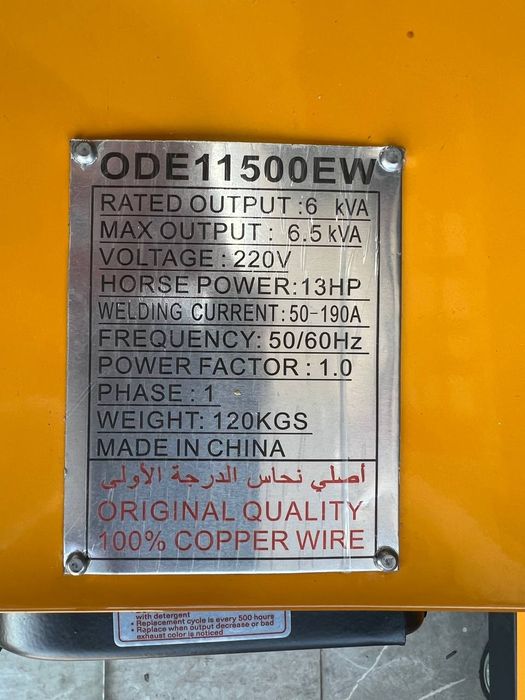 ODE11500EW
RATED OUTPUT :6 kVA
MAX OUTPUT : 6.5 kVA
VOLTAGE : 220V
HORSE POWER:13HP
WELDING CURRENT:50-190A
FREQUENCY: 50/60Hz
POWER FACTOR : 1.0
PHASE : 1
WEIGHT: 120KGS
MADE IN CHINA
أصلي نحاس الدرجة الأولى
ORIGINAL QUALITY
100% COPPER WIRE
with detergent
• Replacement cycle is every 500 hours
• Replace when output decrease or bad
exhaust color is noticed